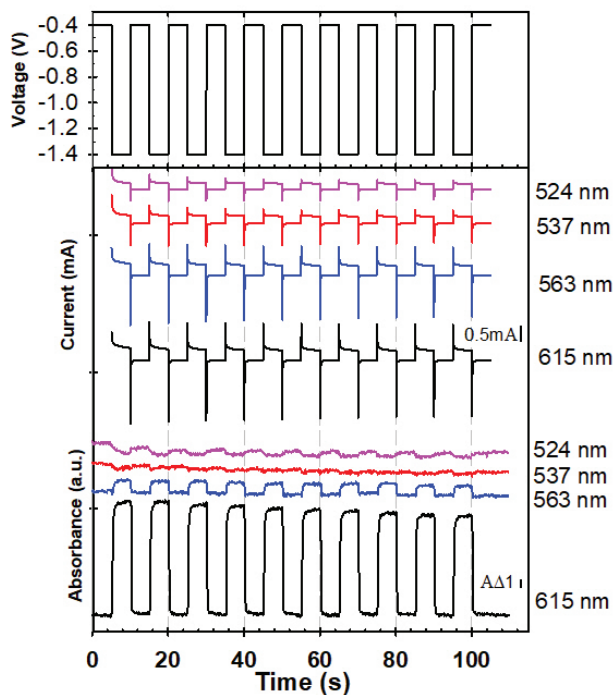 Voltage (V)
-0.4
-0.6
-0.8
-1.0
-1.2
-1.4
Current (mA)
524 nm
537 nm
563 nm
0.5mA
615 nm
Absorbance (a.u.)
524 nm
537 nm
563 nm
AΔ1
615 nm
0 20 40 60 80 100
Time (s)